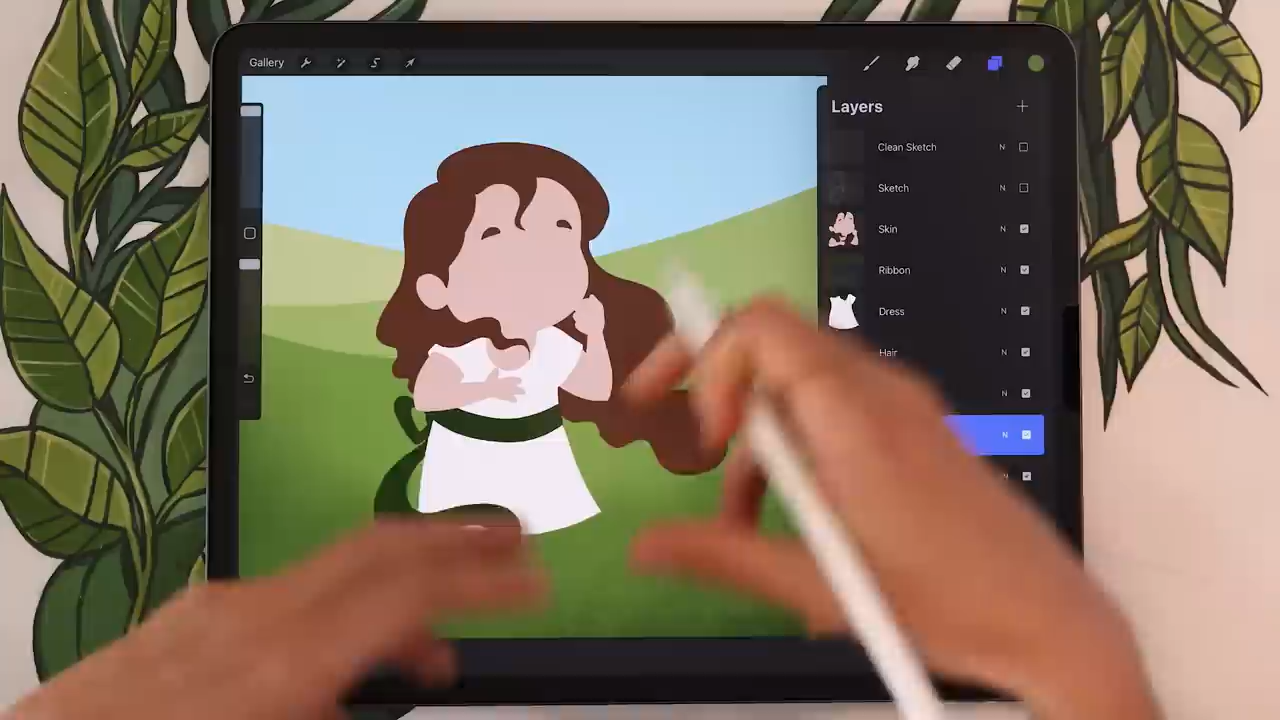 Gallery
Layers
Clean Sketch N
Sketch N
Skin N
Ribbon N
Dress N
Hair N
N
N
N